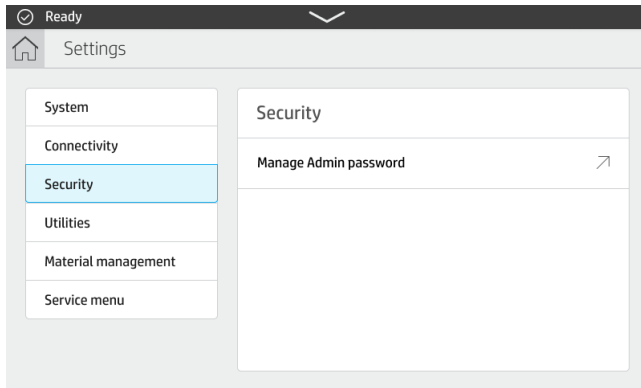 Ready
Settings
System
Connectivity
Security
Utilities
Material management
Service menu
Security
Manage Admin password